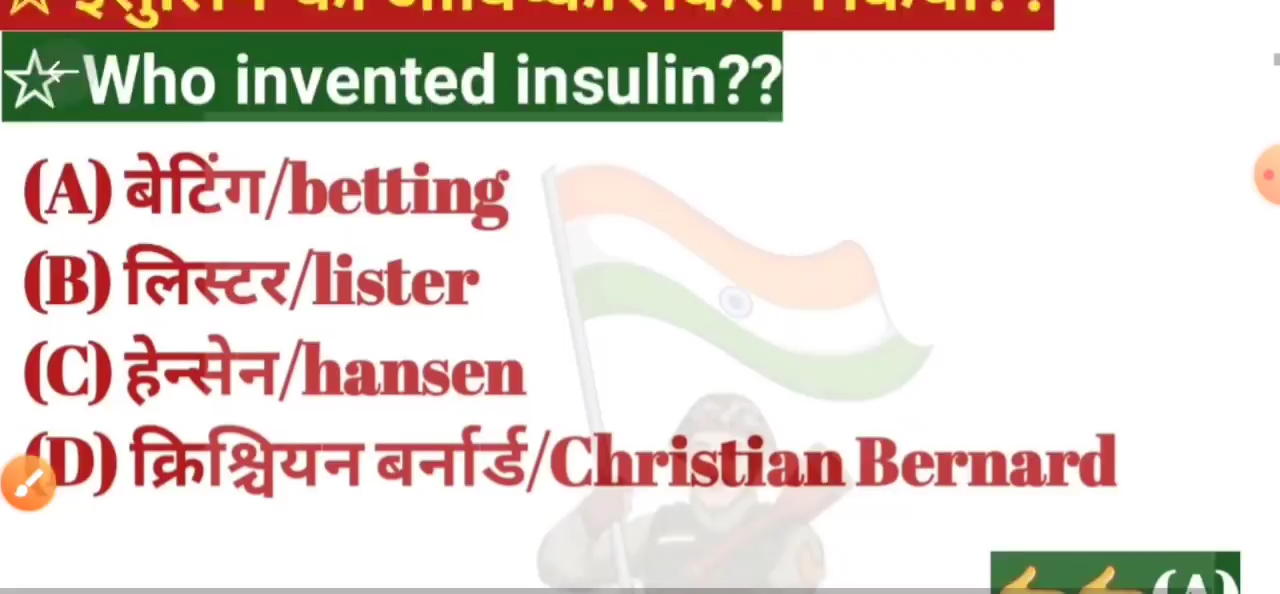 ☆ Who invented insulin??
(A) बेटिंग/betting
(B) लिस्टर/lister
(C) हेन्सेन/hansen
(D) क्रिश्चियन बर्नार्ड/Christian Bernard
(A)